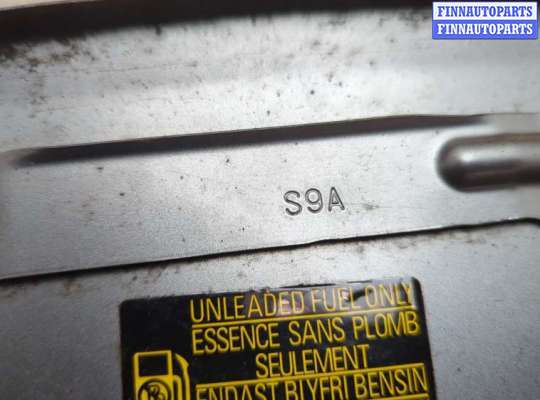 FINNAUTOPARTS
FINNAUTOPARTS
S9A
UNLEADED FUEL ONLY
ESSENCE SANS PLOMB
SEULEMENT
ENDAST BLYFRI BENSIN